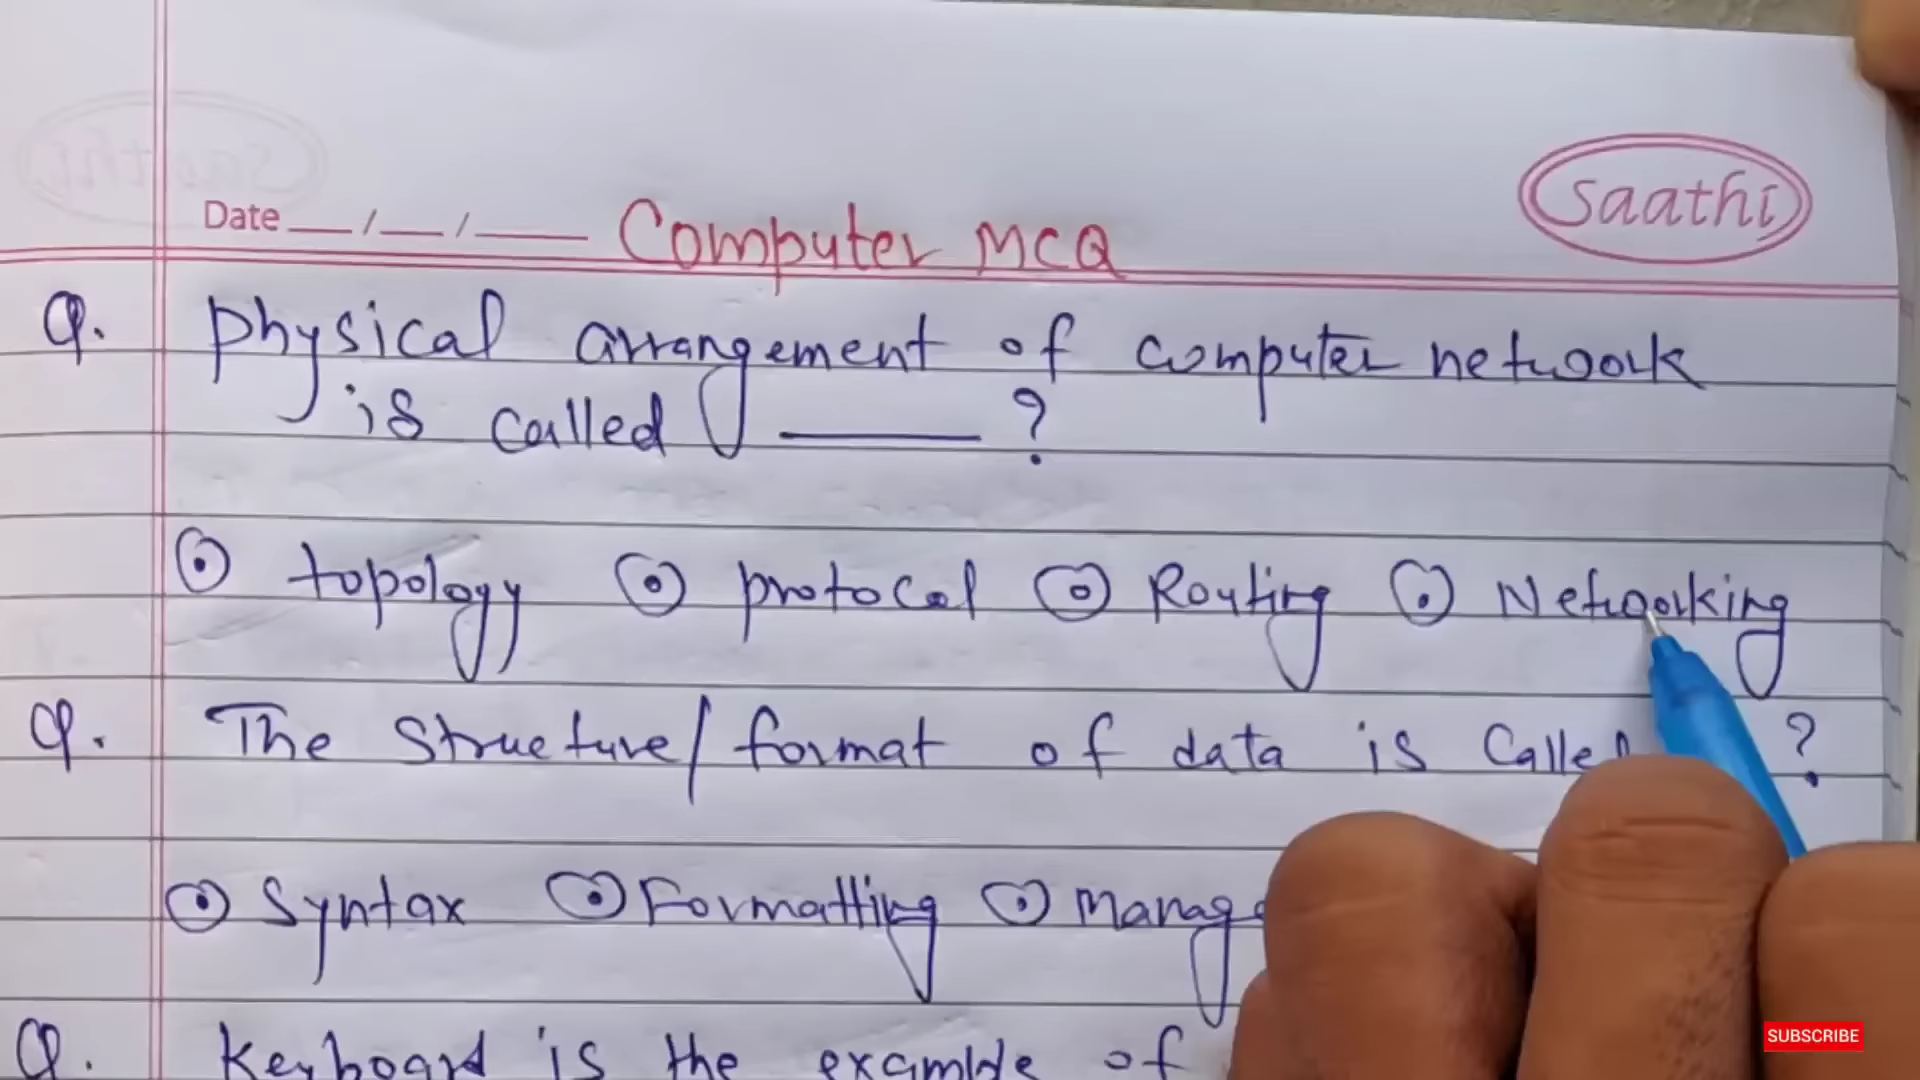 saathi
Date __/__/____ Computer MCQ
Q. Physical arrangement of computer network
is called ______ ?
⊙ topology ⊙ protocol ⊙ Routing ⊙ Networking
Q. The Structure/format of data is Called ?
⊙ Syntax ⊙ Formatting ⊙ Manage
Q. Keyboard is the example of
SUBSCRIBE